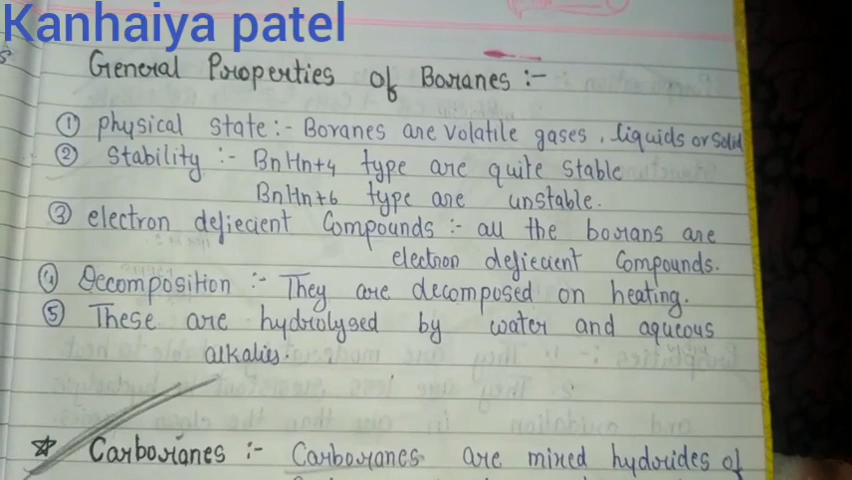 Kanhaiya patel
General Properties of Boranes :-
① Physical state :- Boranes are volatile gases, liquids or solid
② Stability :- BnHn+4 type are quite stable
BnHn+6 type are unstable.
③ electron defiecient Compounds :- all the borans are
electron defiecient Compounds.
④ Decomposition :- They are decomposed on heating.
⑤ These are hydrolysed by water and aqueous
alkalies.
☆ Carboranes :- Carboranes are mixed hydrides of